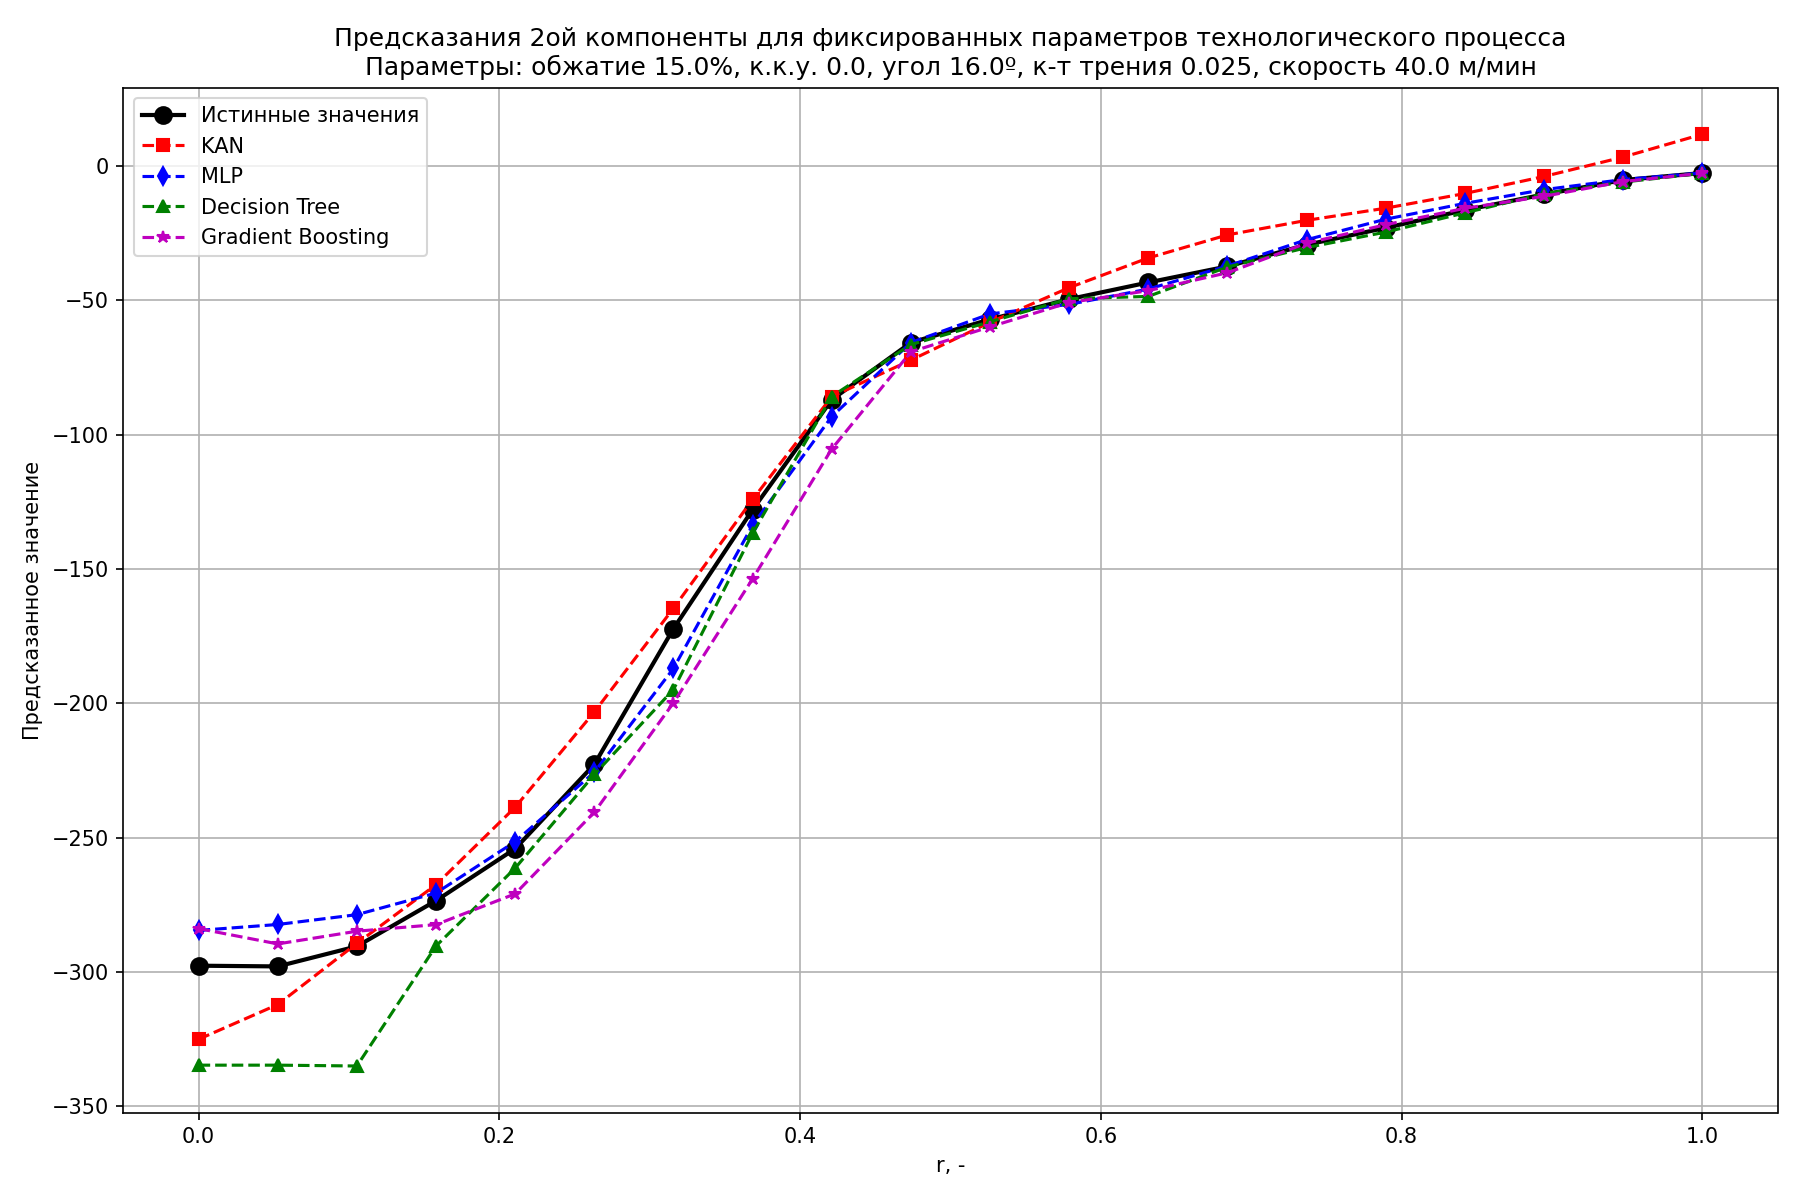 Предсказания 2ой компоненты для фиксированных параметров технологического процесса
Параметры: обжатие 15.0%, к.к.у. 0.0, угол 16.0º, к-т трения 0.025, скорость 40.0 м/мин
Истинные значения
KAN
MLP
Decision Tree
Gradient Boosting
Предсказанное значение
0
−50
−100
−150
−200
−250
−300
−350
0.0 0.2 0.4 0.6 0.8 1.0
r, -